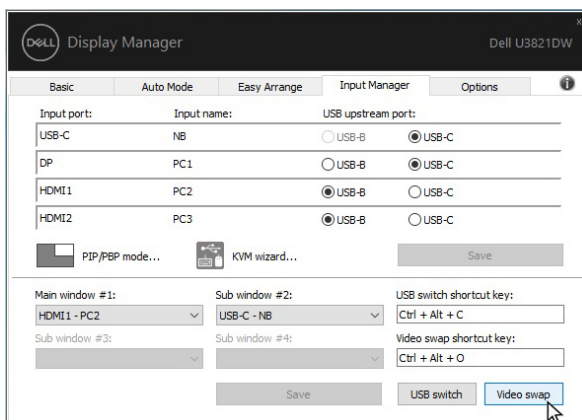 DELL Display Manager Dell U3821DW
Basic Auto Mode Easy Arrange Input Manager Options
Input port: Input name: USB upstream port:
USB-C NB USB-B USB-C
DP PC1 USB-B USB-C
HDMI1 PC2 USB-B USB-C
HDMI2 PC3 USB-B USB-C
PIP/PBP mode... KVM wizard... Save
Main window #1: Sub window #2: USB switch shortcut key:
HDMI1 - PC2 USB-C - NB Ctrl + Alt + C
Sub window #3: Sub window #4: Video swap shortcut key:
Ctrl + Alt + O
Save USB switch Video swap